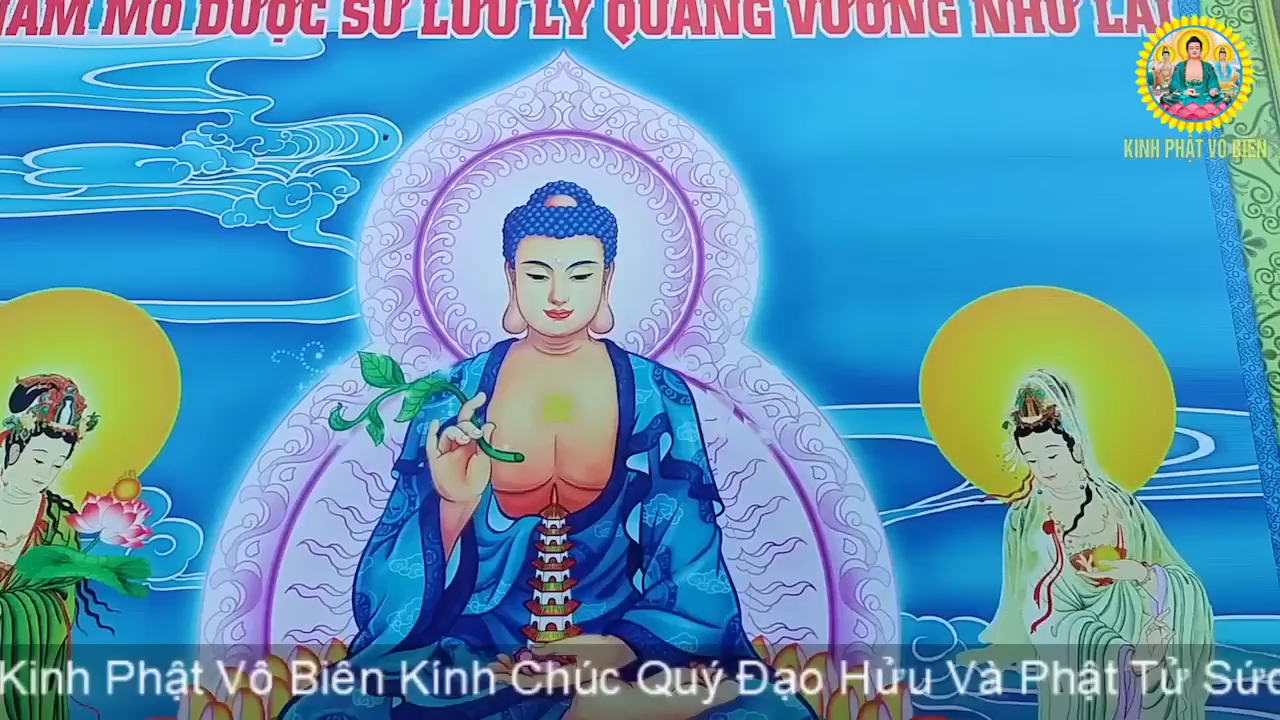 NAM MÔ DƯỢC SƯ LƯU LY QUANG VƯƠNG NHƯ LAI
KINH PHẬT VÔ BIÊN
Kinh Phật Vô Biên Kính Chúc Quý Đạo Hửu Và Phật Tử Sức